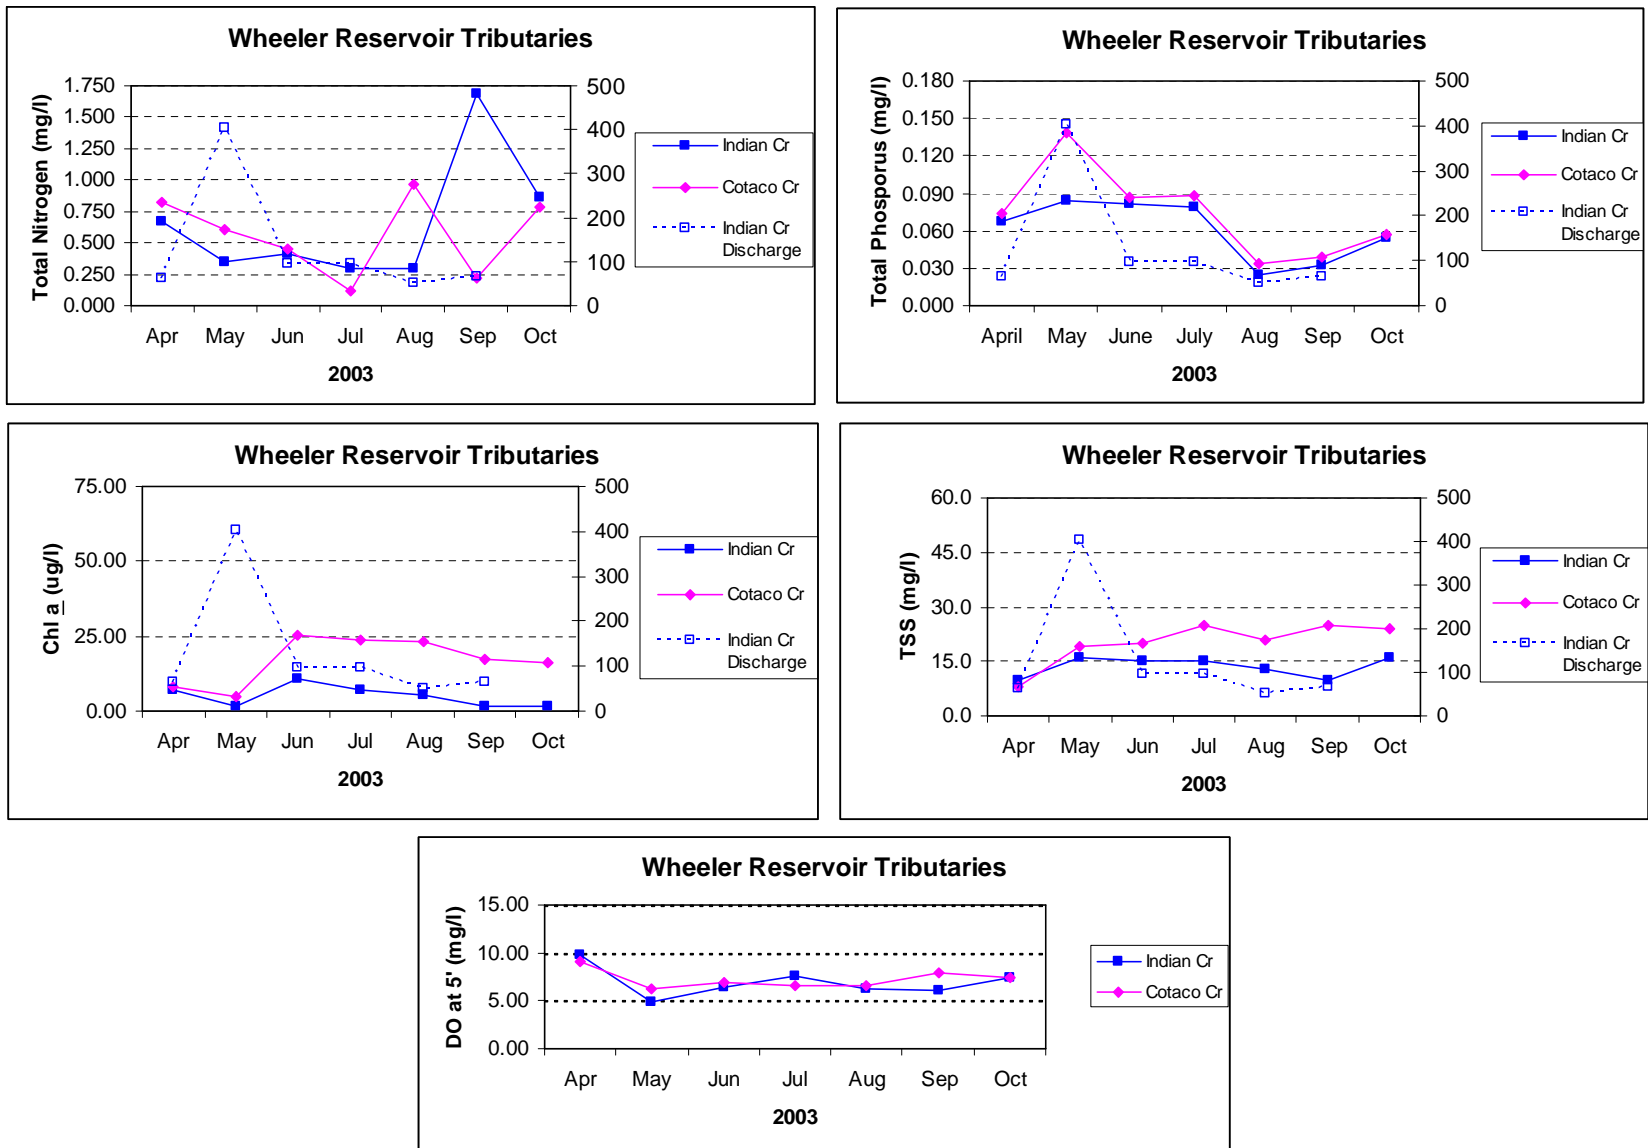 Wheeler Reservoir Tributaries
Total Nitrogen (mg/l)
1.750
1.500
1.250
1.000
0.750
0.500
0.250
0.000
500
400
300
200
100
0
Apr May Jun Jul Aug Sep Oct
2003
Indian Cr
Cotaco Cr
Indian Cr
Discharge
Wheeler Reservoir Tributaries
Total Phosporus (mg/l)
0.180
0.150
0.120
0.090
0.060
0.030
0.000
500
400
300
200
100
0
April May June July Aug Sep Oct
2003
Indian Cr
Cotaco Cr
Indian Cr
Discharge
Wheeler Reservoir Tributaries
Chl a (ug/l)
75.00
50.00
25.00
0.00
500
400
300
200
100
0
Apr May Jun Jul Aug Sep Oct
2003
Indian Cr
Cotaco Cr
Indian Cr
Discharge
Wheeler Reservoir Tributaries
TSS (mg/l)
60.0
45.0
30.0
15.0
0.0
500
400
300
200
100
0
Apr May Jun Jul Aug Sep Oct
2003
Indian Cr
Cotaco Cr
Indian Cr
Discharge
Wheeler Reservoir Tributaries
DO at 5' (mg/l)
15.00
10.00
5.00
0.00
Apr May Jun Jul Aug Sep Oct
2003
Indian Cr
Cotaco Cr